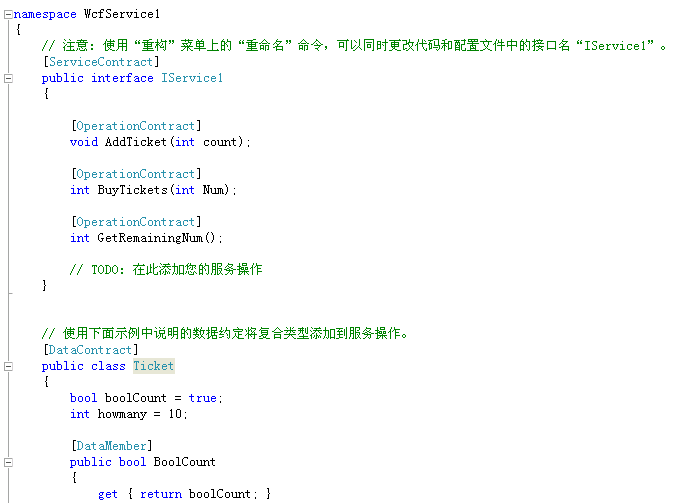 namespace WcfService1
{
// 注意: 使用“重构”菜单上的“重命名”命令，可以同时更改代码和配置文件中的接口名“IService1”。
[ServiceContract]
public interface IService1
{
[OperationContract]
void AddTicket(int count);
[OperationContract]
int BuyTickets(int Num);
[OperationContract]
int GetRemainingNum();
// TODO: 在此添加您的服务操作
}
// 使用下面示例中说明的数据约定将复合类型添加到服务操作。
[DataContract]
public class Ticket
{
bool boolCount = true;
int howmany = 10;
[DataMember]
public bool BoolCount
{
get { return boolCount; }